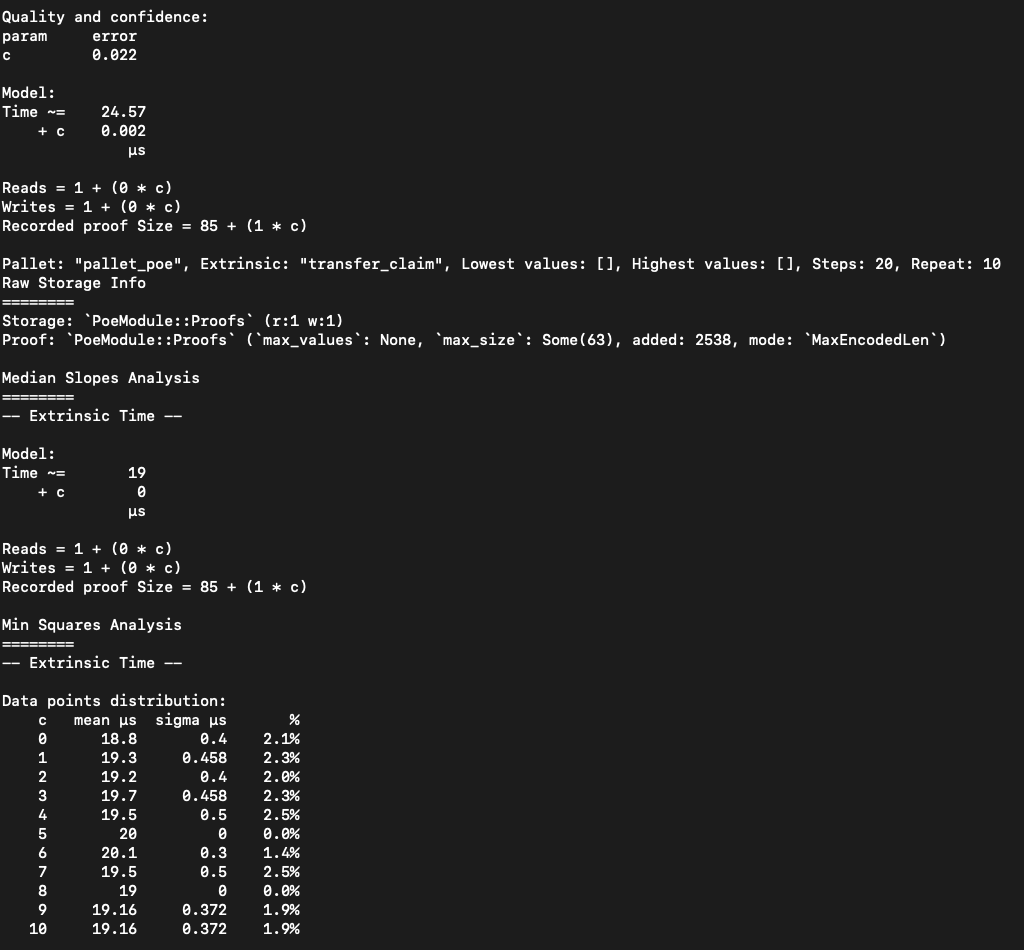 Quality and confidence:
param     error
c         0.022
Model:
Time ~=    24.57
    + c    0.002
              µs
Reads = 1 + (0 * c)
Writes = 1 + (0 * c)
Recorded proof Size = 85 + (1 * c)
Pallet: "pallet_poe", Extrinsic: "transfer_claim", Lowest values: [], Highest values: [], Steps: 20, Repeat: 10
Raw Storage Info
========
Storage: `PoeModule::Proofs` (r:1 w:1)
Proof: `PoeModule::Proofs` (`max_values`: None, `max_size`: Some(63), added: 2538, mode: `MaxEncodedLen`)
Median Slopes Analysis
========
-- Extrinsic Time --
Model:
Time ~=       19
    + c        0
              µs
Reads = 1 + (0 * c)
Writes = 1 + (0 * c)
Recorded proof Size = 85 + (1 * c)
Min Squares Analysis
========
-- Extrinsic Time --
Data points distribution:
    c   mean µs  sigma µs       %
    0      18.8       0.4    2.1%
    1      19.3     0.458    2.3%
    2      19.2       0.4    2.0%
    3      19.7     0.458    2.3%
    4      19.5       0.5    2.5%
    5        20         0    0.0%
    6      20.1       0.3    1.4%
    7      19.5       0.5    2.5%
    8        19         0    0.0%
    9     19.16     0.372    1.9%
   10     19.16     0.372    1.9%